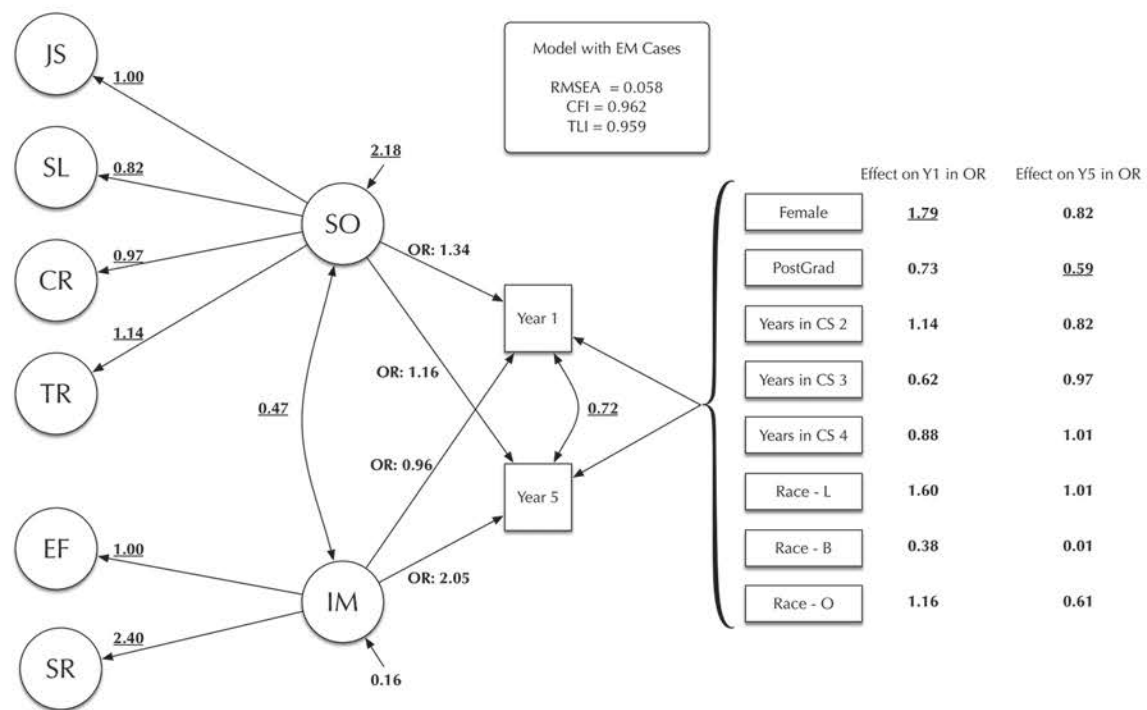 JS
1.00
SL
0.82
CR
0.97
TR
1.14
SO
2.18
Model with EM Cases
RMSEA = 0.058
CFI = 0.962
TLI = 0.959
OR: 1.34
OR: 1.16
0.47
OR: 0.96
OR: 2.05
Year 1
0.72
Year 5
EF
1.00
SR
2.40
IM
0.16
Effect on Y1 in OR Effect on Y5 in OR
Female 1.79 0.82
PostGrad 0.73 0.59
Years in CS 2 1.14 0.82
Years in CS 3 0.62 0.97
Years in CS 4 0.88 1.01
Race - L 1.60 1.01
Race - B 0.38 0.01
Race - O 1.16 0.61